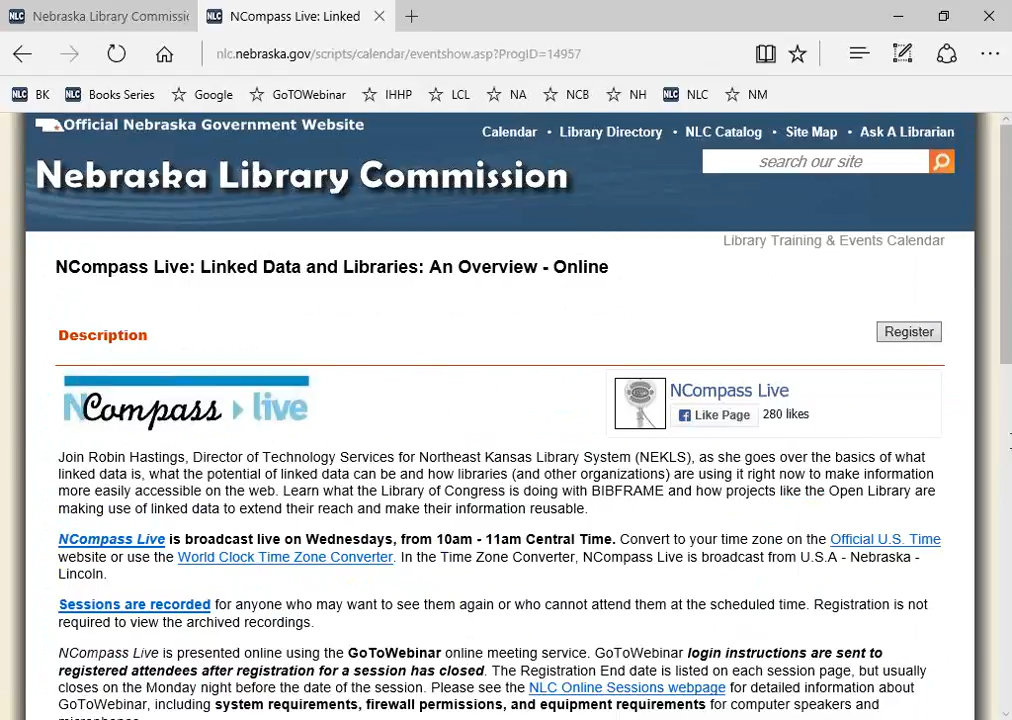 Nebraska Library Commissio
NCompass Live: Linked
nlc.nebraska.gov/scripts/calendar/eventshow.asp?ProgID=14957
NLC BK NLC Books Series Google GoTOWebinar IHHP LCL NA NCB NH NLC NLC NM
Official Nebraska Government Website
Calendar • Library Directory • NLC Catalog • Site Map • Ask A Librarian
Nebraska Library Commission
search our site
Library Training & Events Calendar
NCompass Live: Linked Data and Libraries: An Overview - Online
Description
Register
NCompass live
NCompass Live
Like Page 280 likes
Join Robin Hastings, Director of Technology Services for Northeast Kansas Library System (NEKLS), as she goes over the basics of what
linked data is, what the potential of linked data can be and how libraries (and other organizations) are using it right now to make information
more easily accessible on the web. Learn what the Library of Congress is doing with BIBFRAME and how projects like the Open Library are
making use of linked data to extend their reach and make their information reusable.
NCompass Live is broadcast live on Wednesdays, from 10am - 11am Central Time. Convert to your time zone on the Official U.S. Time
website or use the World Clock Time Zone Converter. In the Time Zone Converter, NCompass Live is broadcast from U.S.A - Nebraska -
Lincoln.
Sessions are recorded for anyone who may want to see them again or who cannot attend them at the scheduled time. Registration is not
required to view the archived recordings.
NCompass Live is presented online using the GoToWebinar online meeting service. GoToWebinar login instructions are sent to
registered attendees after registration for a session has closed. The Registration End date is listed on each session page, but usually
closes on the Monday night before the date of the session. Please see the NLC Online Sessions webpage for detailed information about
GoToWebinar, including system requirements, firewall permissions, and equipment requirements for computer speakers and